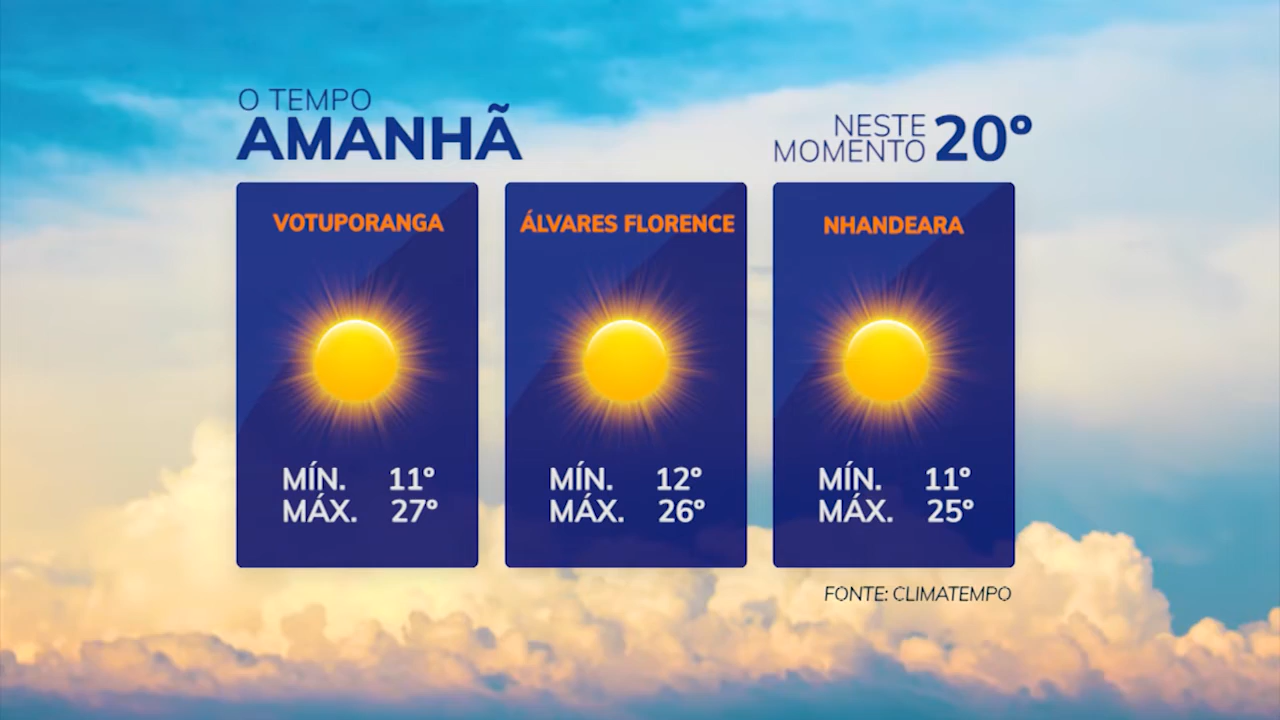 O TEMPO
AMANHÃ
NESTE
MOMENTO 20º
VOTUPORANGA
MÍN. 11º
MÁX. 27º
ÁLVARES FLORENCE
MÍN. 12º
MÁX. 26º
NHANDEARA
MÍN. 11º
MÁX. 25º
FONTE: CLIMATEMPO